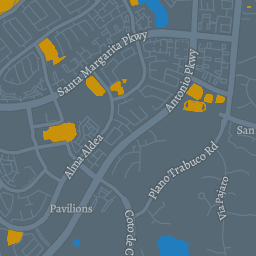 Santa Margarita Pkwy
Antonio Pkwy
San
Alma Aldea
Plano Trabuco Rd
Via Pajaro
Pavilions
Coto de C